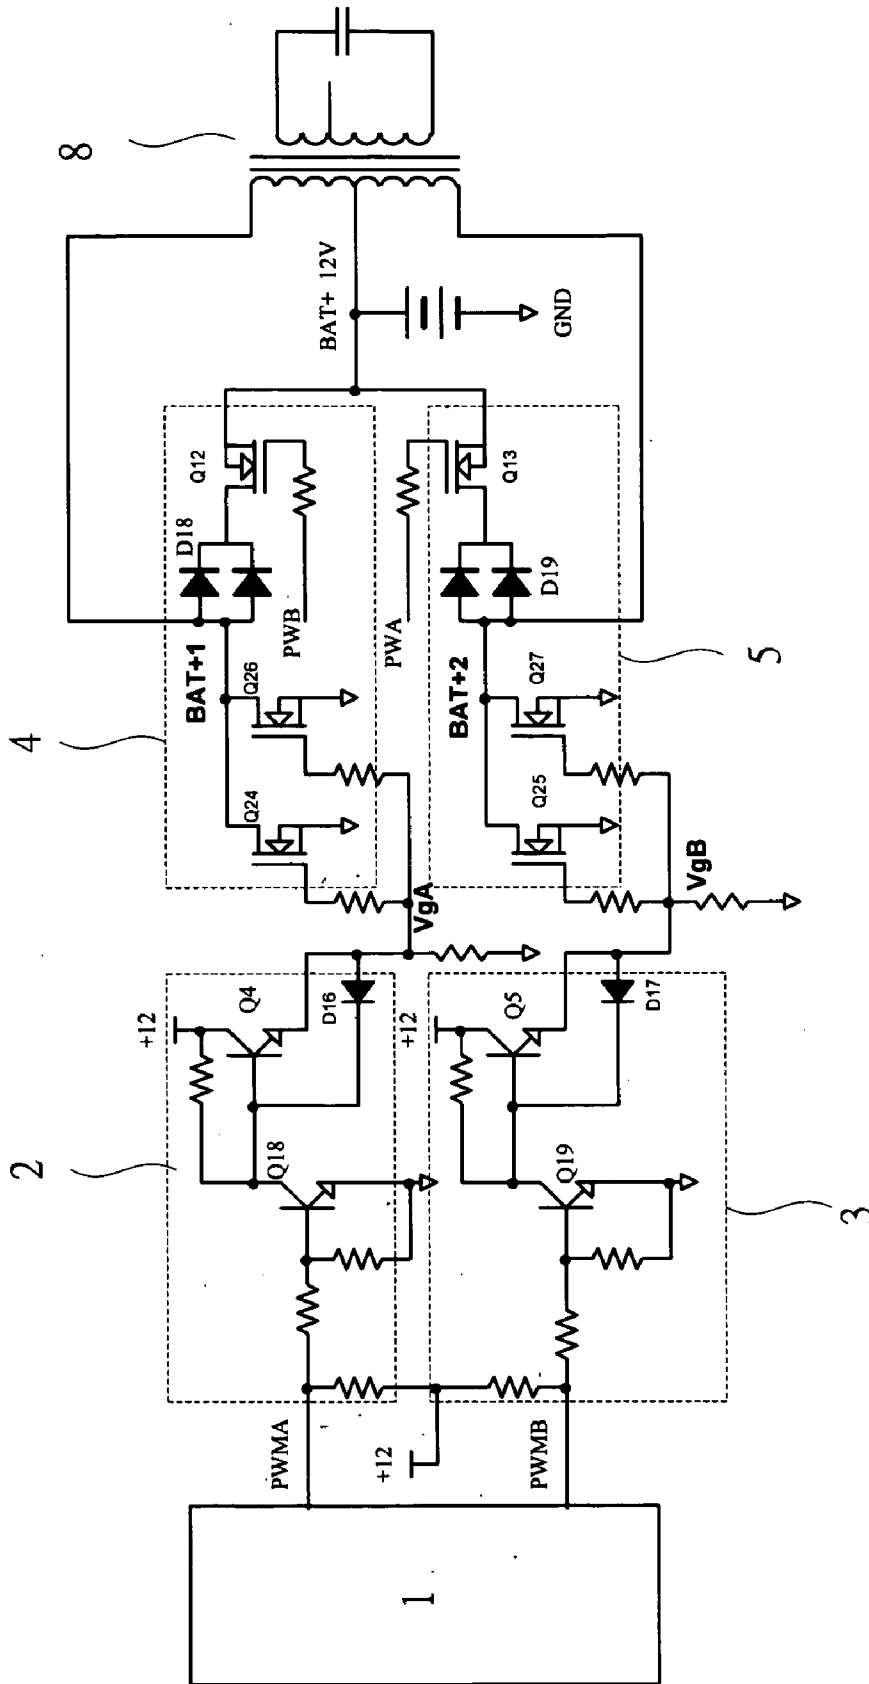 8
BAT+ 12V
GND
4
Q12
D18
PWB
BAT+1
Q26
Q24
PWA
Q13
D19
5
BAT+2
Q27
Q25
VgA
VgB
2
+12
Q4
D16
Q18
+12
Q5
D17
Q19
3
PWMA
+12
PWMB
1